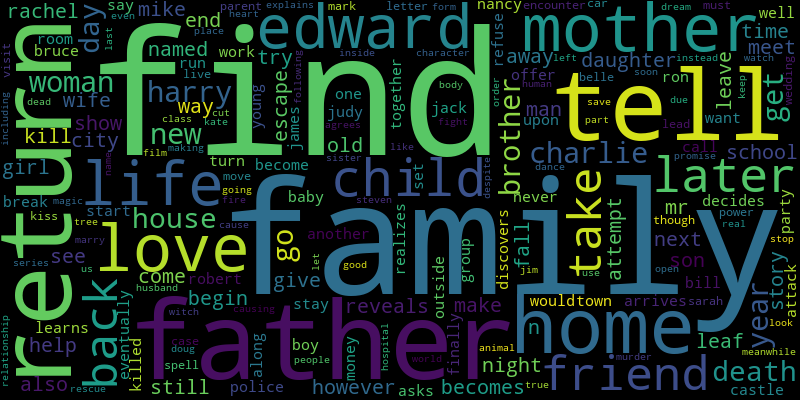 rachel
say
mike
end
edward
mother
nancy
car
dream
must
parent
form
letter
mark
explains
even
heart
day
last
place
room
bruce
named
work
try
refuse
encounter
away
left
instead
well
time
meet
including
visit
woman
run
live
find
inside
character
following
daughter
offer
belle
soon
watch
ron
human
tell
leave
get
wedding
keep
dead
wife
harry
way
cut
class
kate
young
escape
james
one
judy
together
body
jack
order
fight
man
upon
due
want
save
part
lead
kill
city
show
new
film
making
old
agrees
like
brother
charlie
call
school
girl
life
turn
become
sister
child
set
despite
dance
never
promise
later
break
kiss
magic
move
going
fire
baby
steven
family
take
attempt
mr
decides
though
power
real
party
stop
return
start
tree
marry
name
house
cause
go
another
realizes
group
discovers
fall
next
son
see
us
love
series
back
come
robert
give
let
good
outside
jim
use
open
bill
sarah
year
story
attack
look
learns
husband
begin
stay
reveals
make
wouldtown
arrives
relationship
help
eventually
killed
witch
father
causing
home
n
leaf
meanwhile
also
case
doug
spell
along
boy
people
money
hospital
world
finally
animal
night
friend
murder
death
rescue
still
police
however
asks
becomes
true
castle